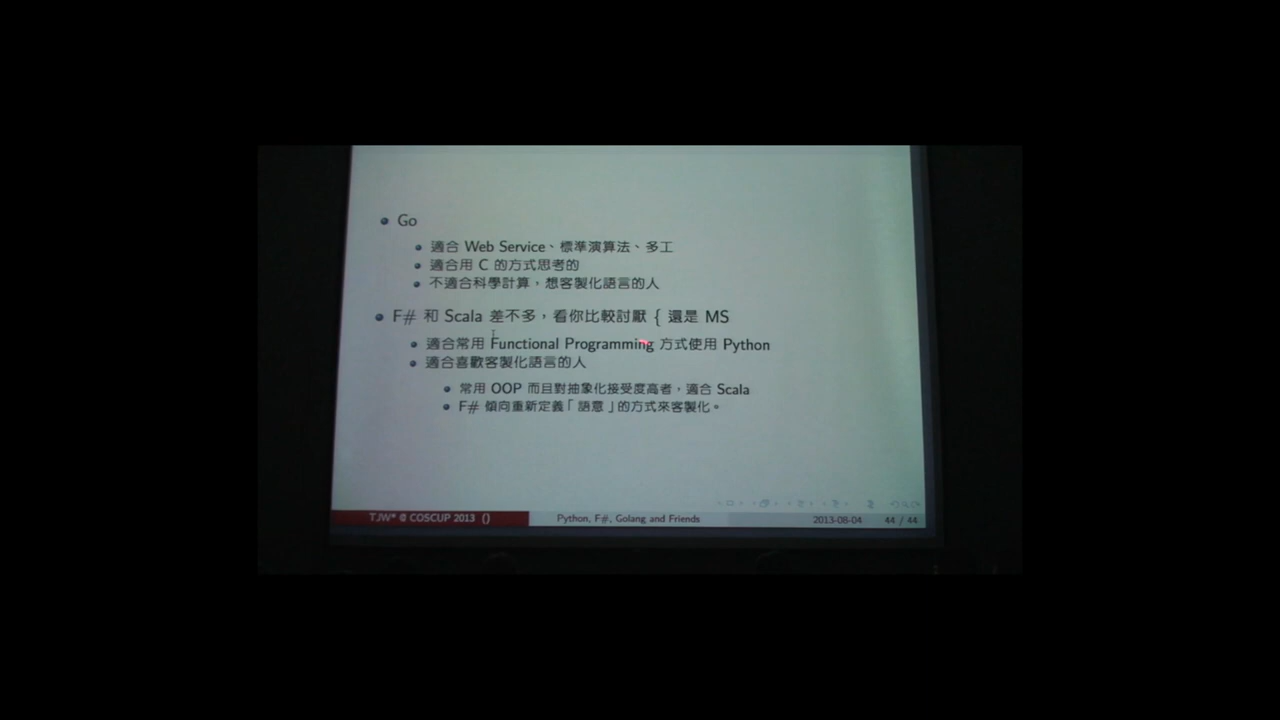 Go
適合 Web Service、標準演算法、多工
適合用 C 的方式思考的
不適合科學計算，想客製化語言的人
F# 和 Scala 差不多，看你比較討厭 { 還是 MS
適合常用 Functional Programming 方式使用 Python
適合喜歡客製化語言的人
常用 OOP 而且對抽象化接受度高者，適合 Scala
F# 傾向重新定義「語意」的方式來客製化。
TJW* @ COSCUP 2013 () Python, F#, Golang and Friends 2013-08-04 44 / 44